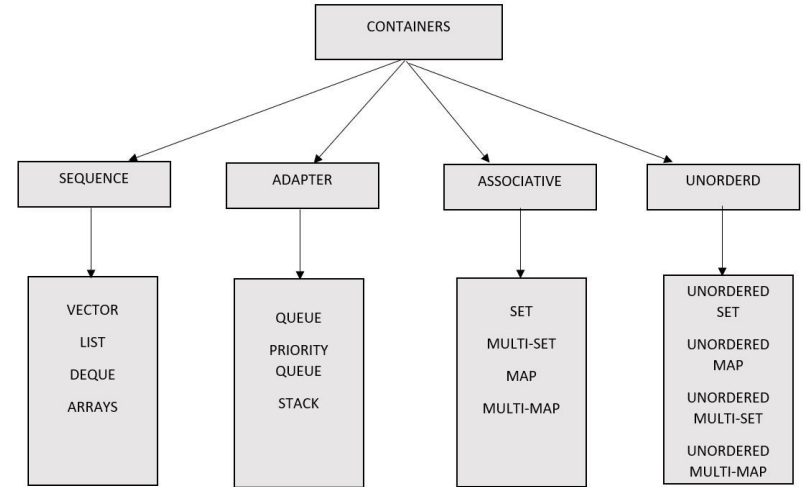 CONTAINERS
SEQUENCE
ADAPTER
ASSOCIATIVE
UNORDERD
VECTOR
LIST
DEQUE
ARRAYS
QUEUE
PRIORITY
QUEUE
STACK
SET
MULTI-SET
MAP
MULTI-MAP
UNORDERED
SET
UNORDERED
MAP
UNORDERED
MULTI-SET
UNORDERED
MULTI-MAP